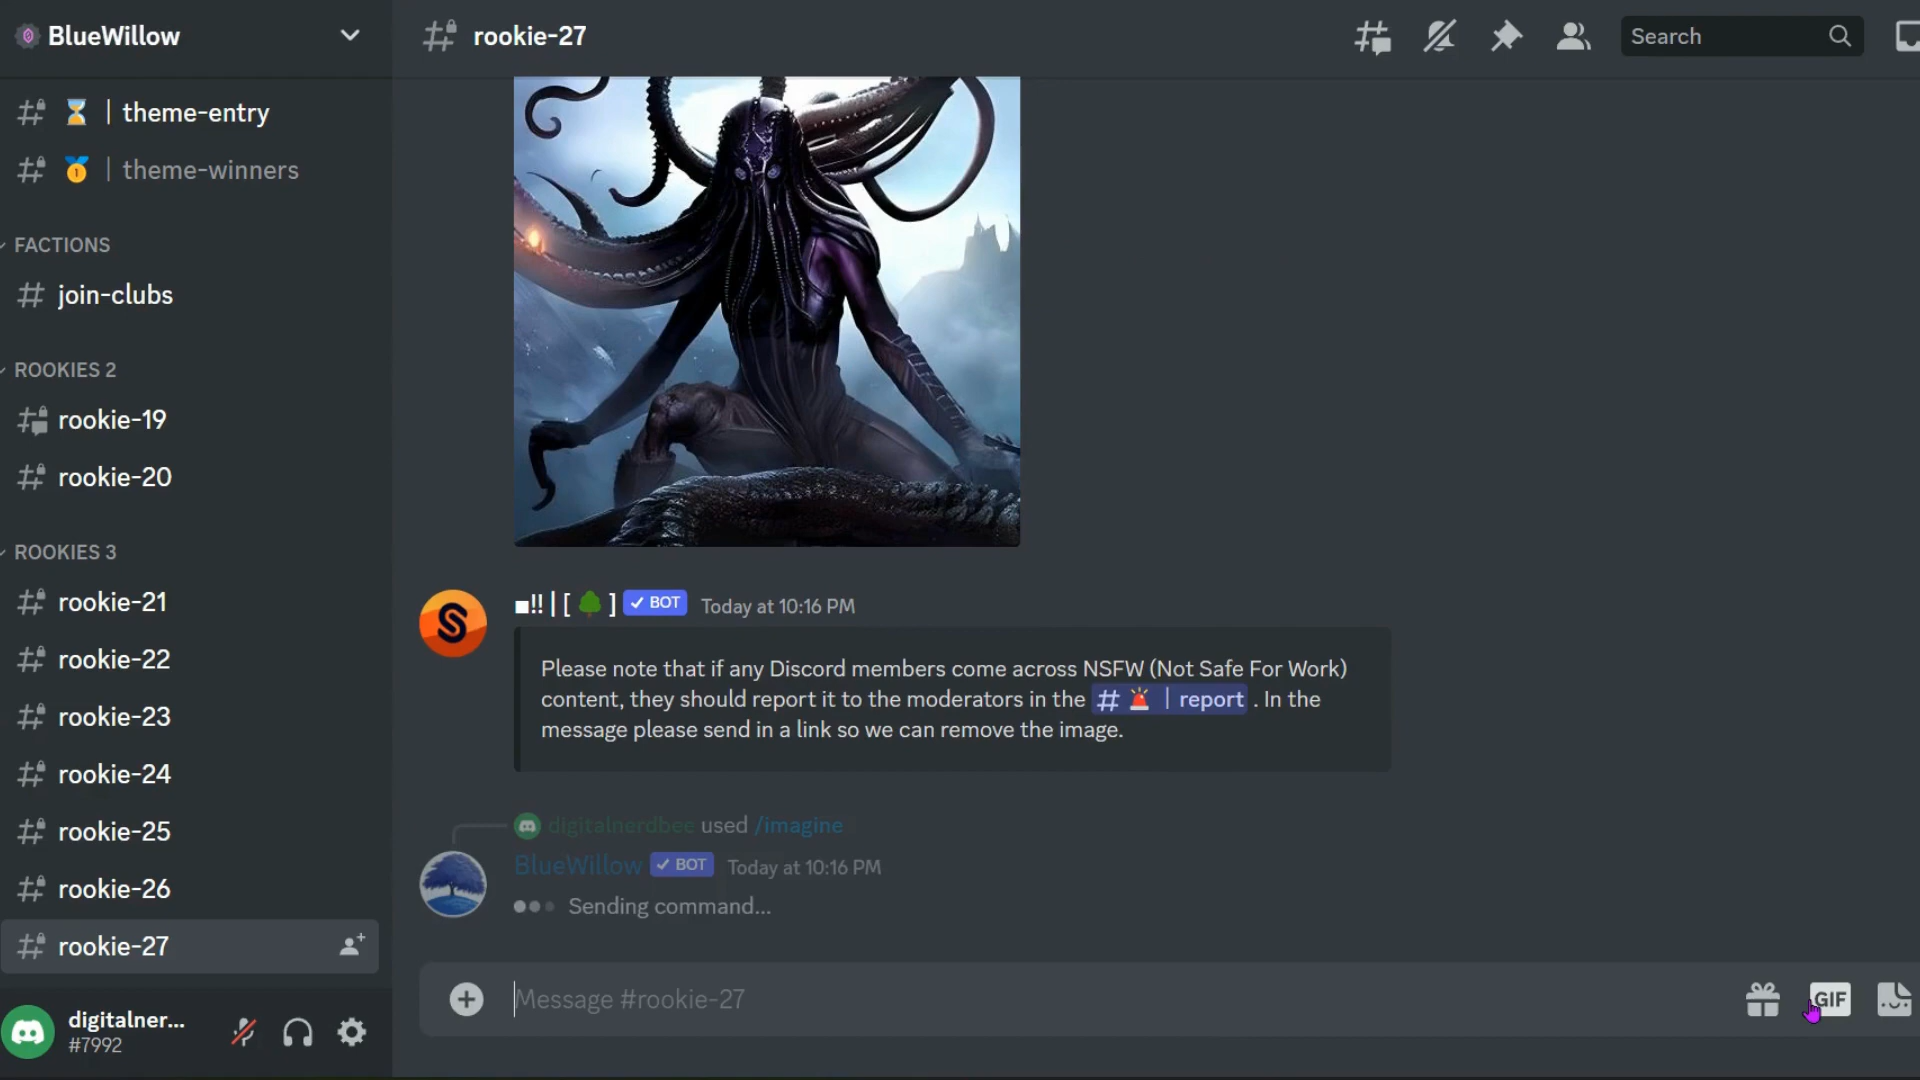 BlueWillow
⌛ | theme-entry
🥇 | theme-winners
FACTIONS
join-clubs
ROOKIES 2
rookie-19
rookie-20
ROOKIES 3
rookie-21
rookie-22
rookie-23
rookie-24
rookie-25
rookie-26
rookie-27
digitalner...
#7992
rookie-27
Search
■!! | [ 🌳 ] ✓ BOT Today at 10:16 PM
Please note that if any Discord members come across NSFW (Not Safe For Work)
content, they should report it to the moderators in the # 🚨 | report . In the
message please send in a link so we can remove the image.
digitalnerdbee used /imagine
BlueWillow ✓ BOT Today at 10:16 PM
Sending command...
Message #rookie-27
GIF